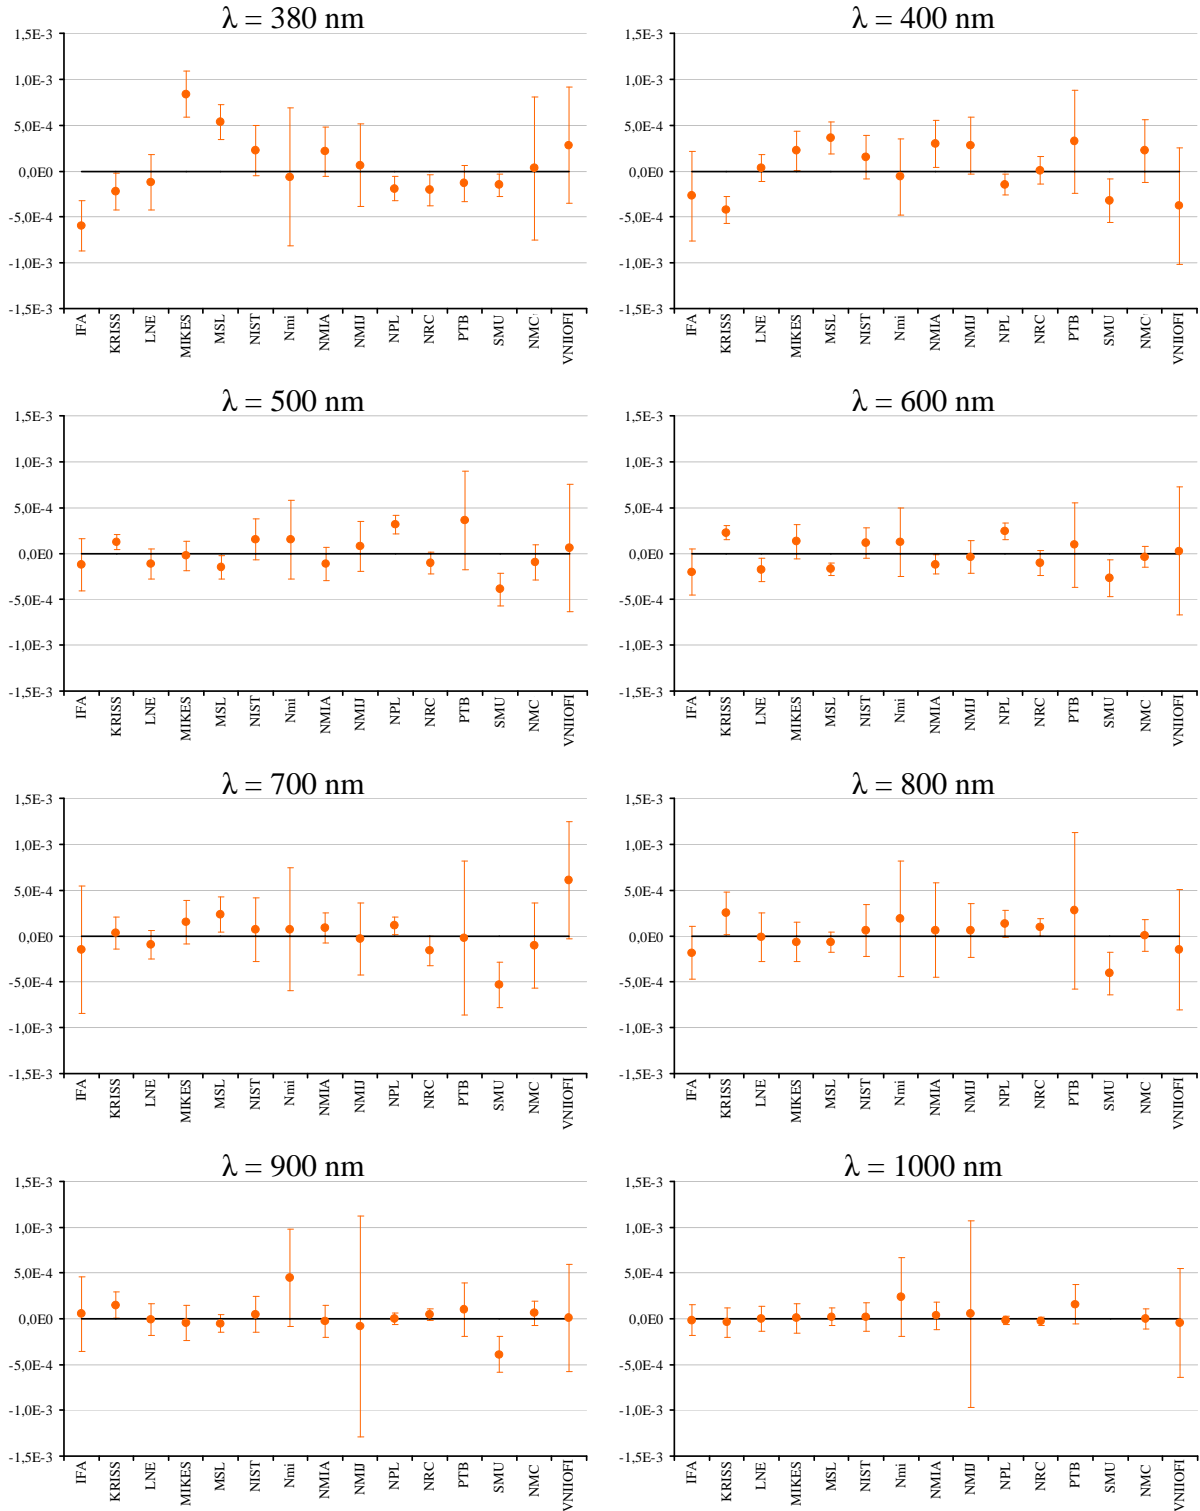 λ = 380 nm
1,5E-3
1,0E-3
5,0E-4
0,0E0
-5,0E-4
-1,0E-3
-1,5E-3
IFA KRISS LNE MIKES MSL NIST Nmi NMIA NMIJ NPL NRC PTB SMU NMC VNIIOFI
λ = 400 nm
1,5E-3
1,0E-3
5,0E-4
0,0E0
-5,0E-4
-1,0E-3
-1,5E-3
IFA KRISS LNE MIKES MSL NIST Nmi NMIA NMIJ NPL NRC PTB SMU NMC VNIIOFI
λ = 500 nm
1,5E-3
1,0E-3
5,0E-4
0,0E0
-5,0E-4
-1,0E-3
-1,5E-3
IFA KRISS LNE MIKES MSL NIST Nmi NMIA NMIJ NPL NRC PTB SMU NMC VNIIOFI
λ = 600 nm
1,5E-3
1,0E-3
5,0E-4
0,0E0
-5,0E-4
-1,0E-3
-1,5E-3
IFA KRISS LNE MIKES MSL NIST Nmi NMIA NMIJ NPL NRC PTB SMU NMC VNIIOFI
λ = 700 nm
1,5E-3
1,0E-3
5,0E-4
0,0E0
-5,0E-4
-1,0E-3
-1,5E-3
IFA KRISS LNE MIKES MSL NIST Nmi NMIA NMIJ NPL NRC PTB SMU NMC VNIIOFI
λ = 800 nm
1,5E-3
1,0E-3
5,0E-4
0,0E0
-5,0E-4
-1,0E-3
-1,5E-3
IFA KRISS LNE MIKES MSL NIST Nmi NMIA NMIJ NPL NRC PTB SMU NMC VNIIOFI
λ = 900 nm
1,5E-3
1,0E-3
5,0E-4
0,0E0
-5,0E-4
-1,0E-3
-1,5E-3
IFA KRISS LNE MIKES MSL NIST Nmi NMIA NMIJ NPL NRC PTB SMU NMC VNIIOFI
λ = 1000 nm
1,5E-3
1,0E-3
5,0E-4
0,0E0
-5,0E-4
-1,0E-3
-1,5E-3
IFA KRISS LNE MIKES MSL NIST Nmi NMIA NMIJ NPL NRC PTB SMU NMC VNIIOFI